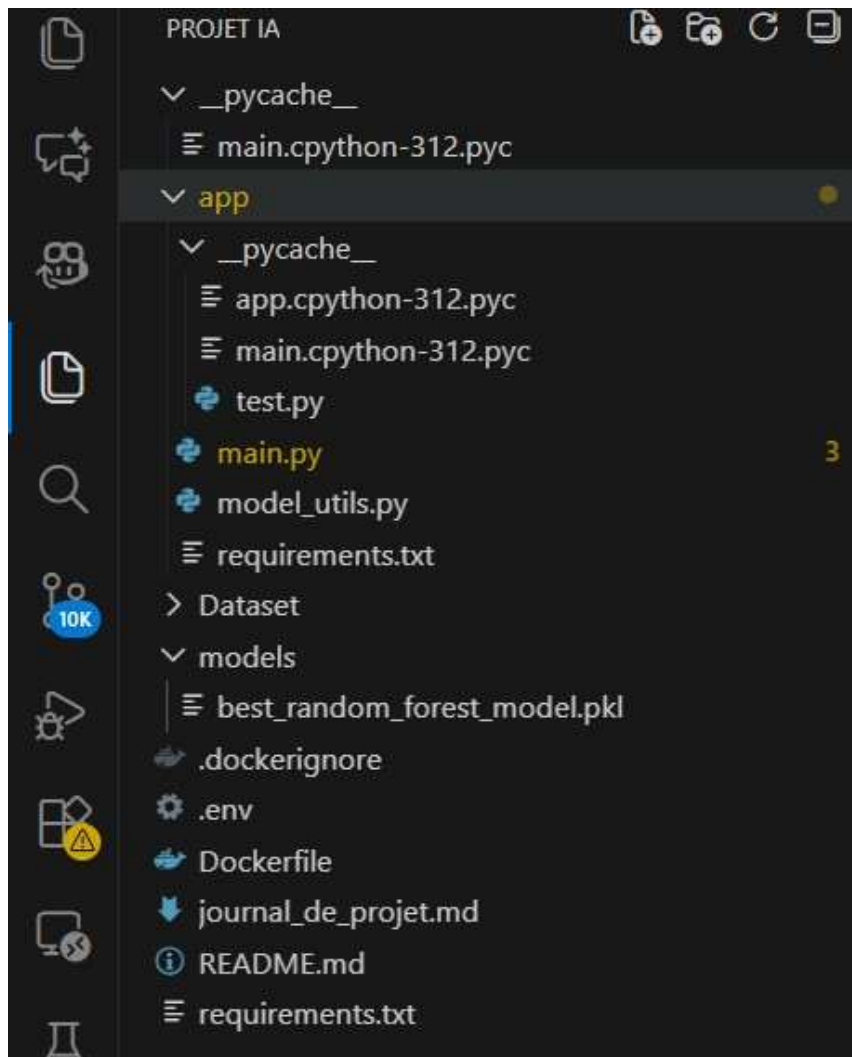 PROJET IA
__pycache__
main.cpython-312.pyc
app
__pycache__
app.cpython-312.pyc
main.cpython-312.pyc
test.py
main.py 3
model_utils.py
requirements.txt
10K
Dataset
models
best_random_forest_model.pkl
.dockerignore
.env
Dockerfile
journal_de_projet.md
README.md
requirements.txt